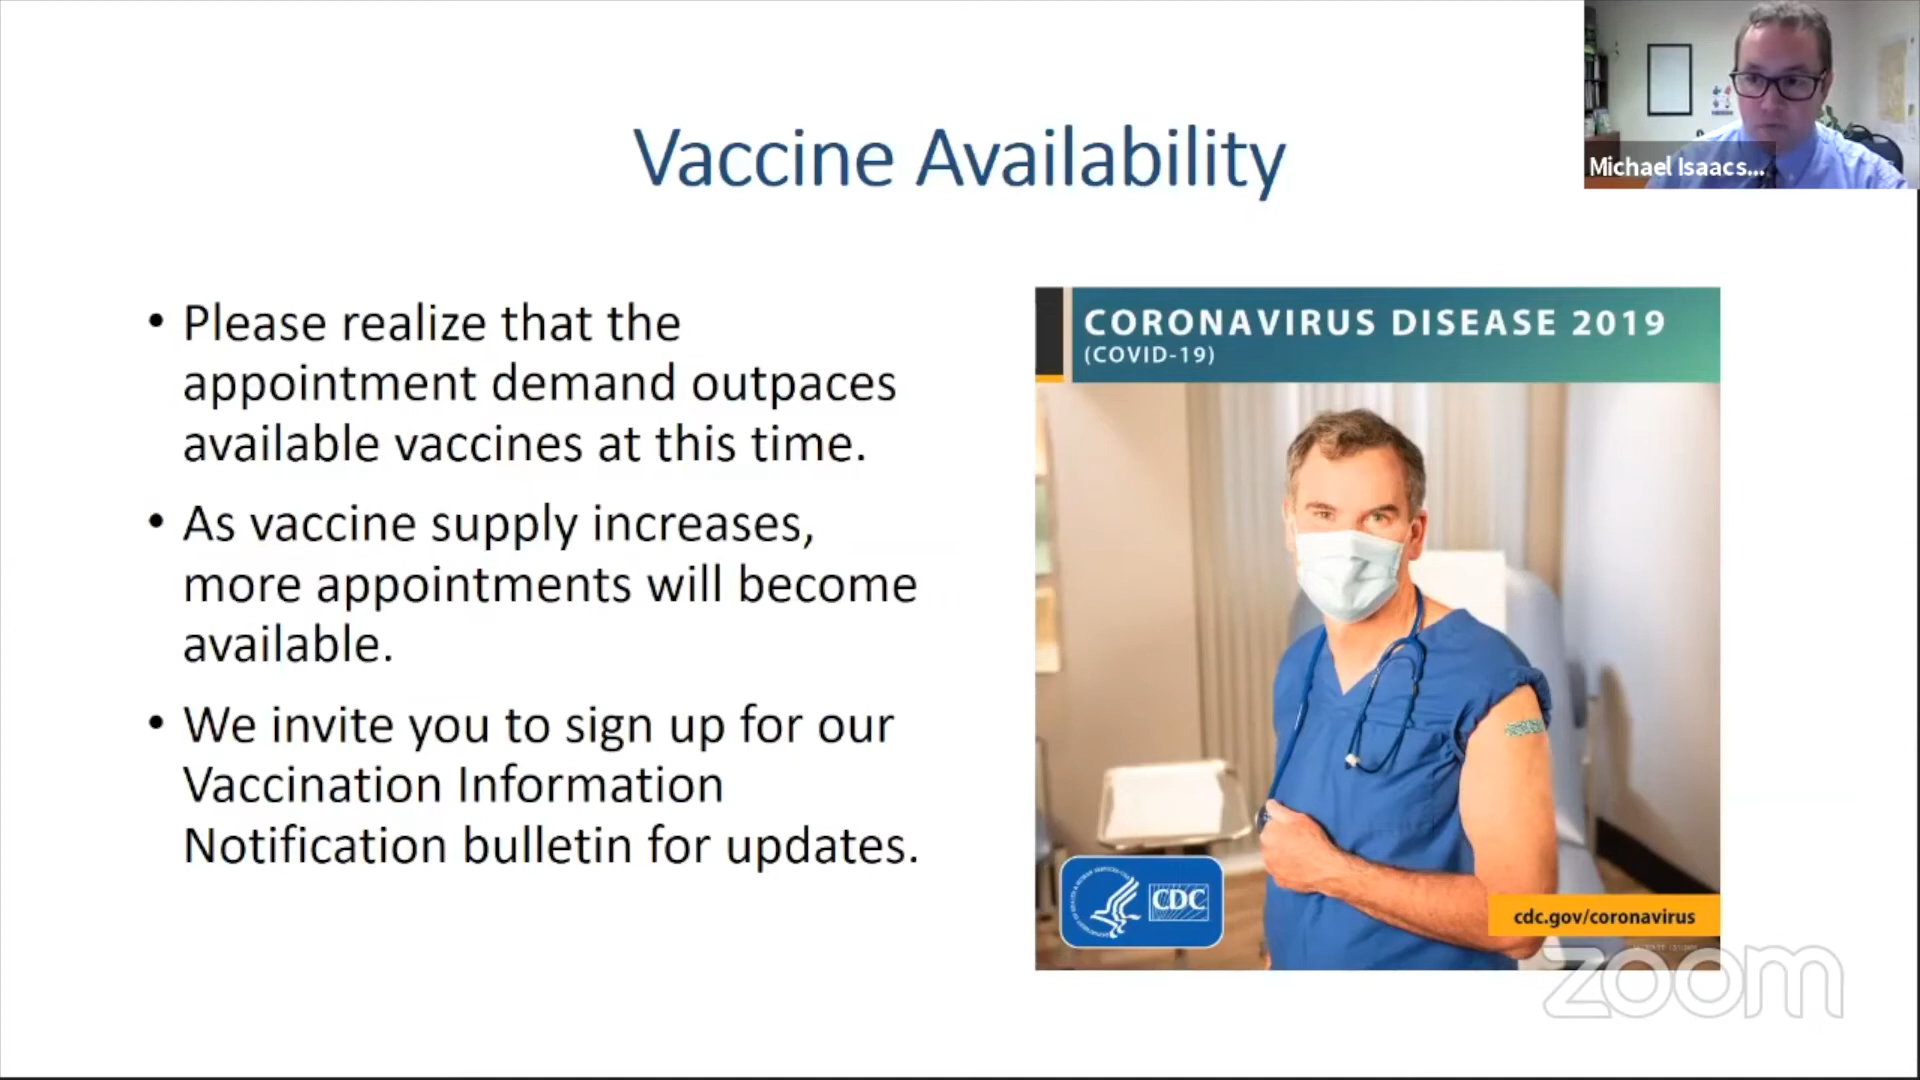 Vaccine Availability
Michael Isaacs...
• Please realize that the
appointment demand outpaces
available vaccines at this time.
• As vaccine supply increases,
more appointments will become
available.
• We invite you to sign up for our
Vaccination Information
Notification bulletin for updates.
CORONAVIRUS DISEASE 2019
(COVID-19)
CDC
cdc.gov/coronavirus
zoom